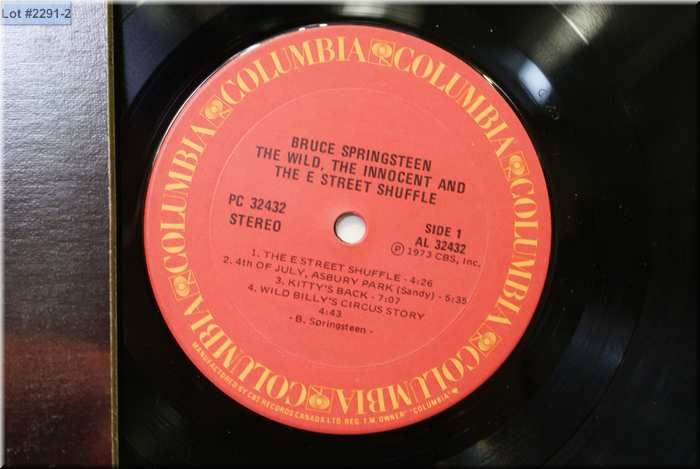 Lot #2291-2
COLUMBIA COLUMBIA COLUMBIA COLUMBIA COLUMBIA COLUMBIA
BRUCE SPRINGSTEEN
THE WILD, THE INNOCENT AND
THE E STREET SHUFFLE
PC 32432
STEREO
SIDE 1
AL 32432
Ⓟ 1973 CBS, Inc.
1. THE E STREET SHUFFLE - 4:26
2. 4th OF JULY, ASBURY PARK (Sandy) - 5:35
3. KITTY'S BACK - 7:07
4. WILD BILLY'S CIRCUS STORY
4:43
- B. Springsteen -
MANUFACTURED BY CBS RECORDS CANADA LTD. REG. T.M. OWNER "COLUMBIA"